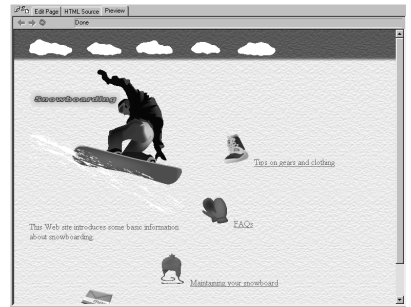 Edit Page HTML Source Preview
Done
Snowboarding
Tips on gears and clothing
FAQs
This Web site introduces some basic information
about snowboarding.
Maintaining your snowboard